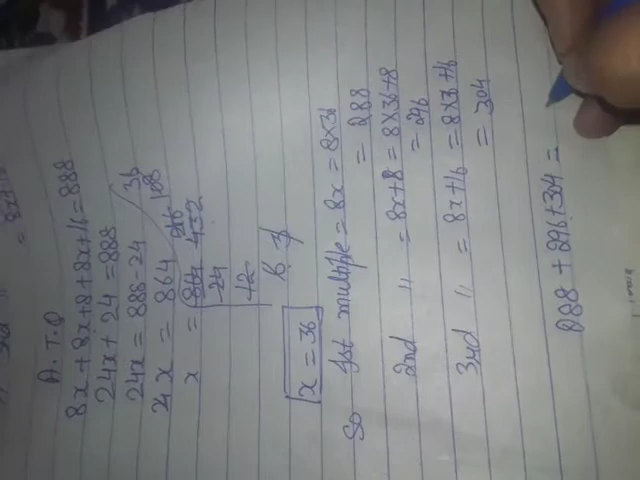 A.T.Q
8x + 8x + 8 + 8x + 16 = 888
24x + 24 = 888
24x = 888 - 24
24x = 864
x = 864
24
x = 36
So 1st multiple = 8x = 8 × 36
= 288
2nd " = 8x + 8 = 8 × 36 + 8
= 296
3rd " = 8x + 16 = 8 × 36 + 16
= 304
288 + 296 + 304 =